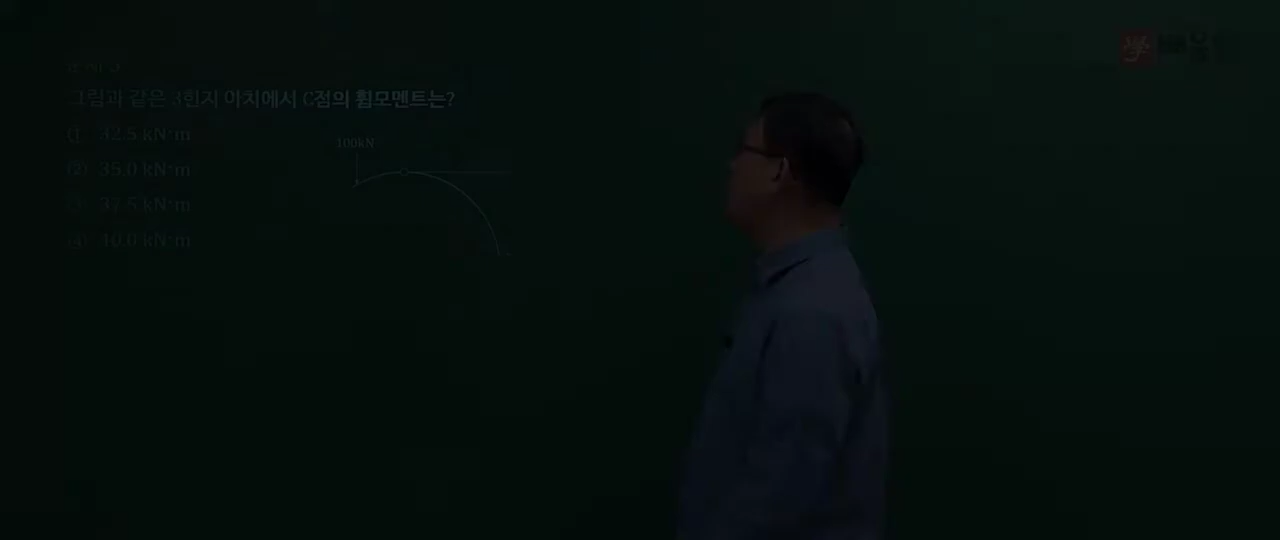 그림과 같은 3힌지 아치에서 C점의 휨모멘트는?
① 32.5 kN·m
② 35.0 kN·m
③ 37.5 kN·m
④ 40.0 kN·m
100kN
學